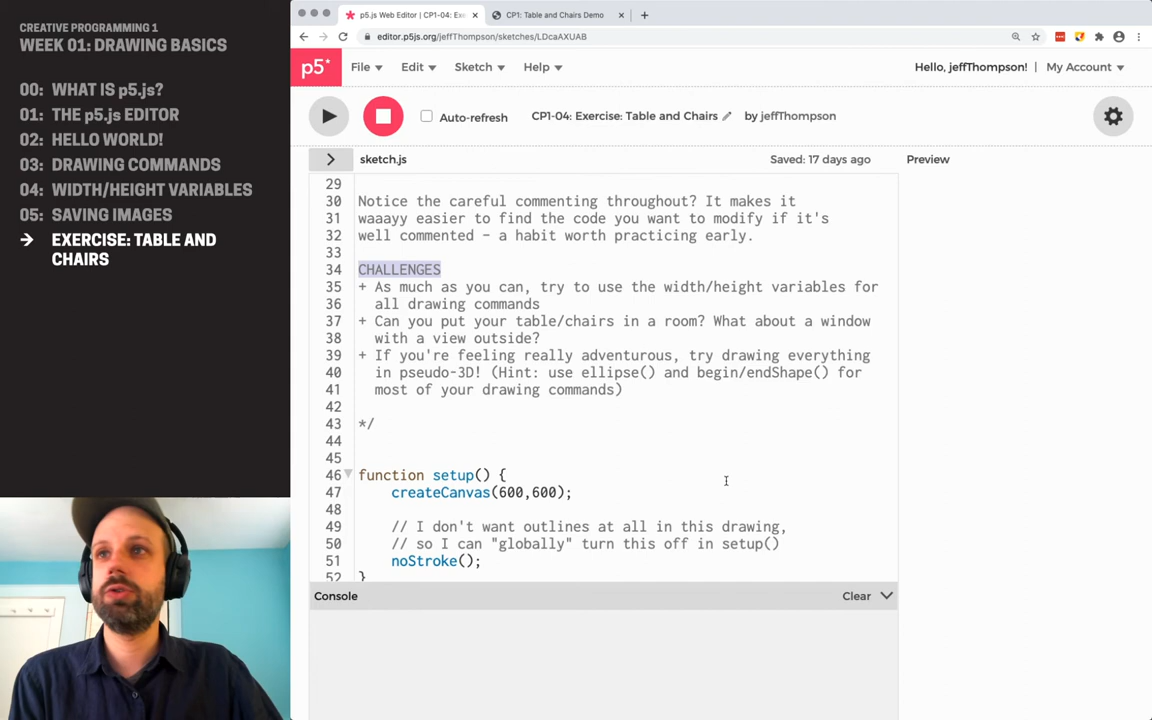 CREATIVE PROGRAMMING 1
WEEK 01: DRAWING BASICS
00: WHAT IS p5.js?
01: THE p5.js EDITOR
02: HELLO WORLD!
03: DRAWING COMMANDS
04: WIDTH/HEIGHT VARIABLES
05: SAVING IMAGES
→ EXERCISE: TABLE AND
CHAIRS
p5.js Web Editor | CP1-04: Exe
CP1: Table and Chairs Demo
editor.p5js.org/jeffThompson/sketches/LDcaAXUAB
p5* File Edit Sketch Help Hello, jeffThompson! My Account
Auto-refresh CP1-04: Exercise: Table and Chairs by jeffThompson
> sketch.js Saved: 17 days ago Preview
29
30 Notice the careful commenting throughout? It makes it
31 waaayy easier to find the code you want to modify if it's
32 well commented – a habit worth practicing early.
33
34 CHALLENGES
35 + As much as you can, try to use the width/height variables for
36 all drawing commands
37 + Can you put your table/chairs in a room? What about a window
38 with a view outside?
39 + If you're feeling really adventurous, try drawing everything
40 in pseudo-3D! (Hint: use ellipse() and begin/endShape() for
41 most of your drawing commands)
42
43 */
44
45
46 function setup() {
47 createCanvas(600,600);
48
49 // I don't want outlines at all in this drawing,
50 // so I can "globally" turn this off in setup()
51 noStroke();
52 }
Console Clear